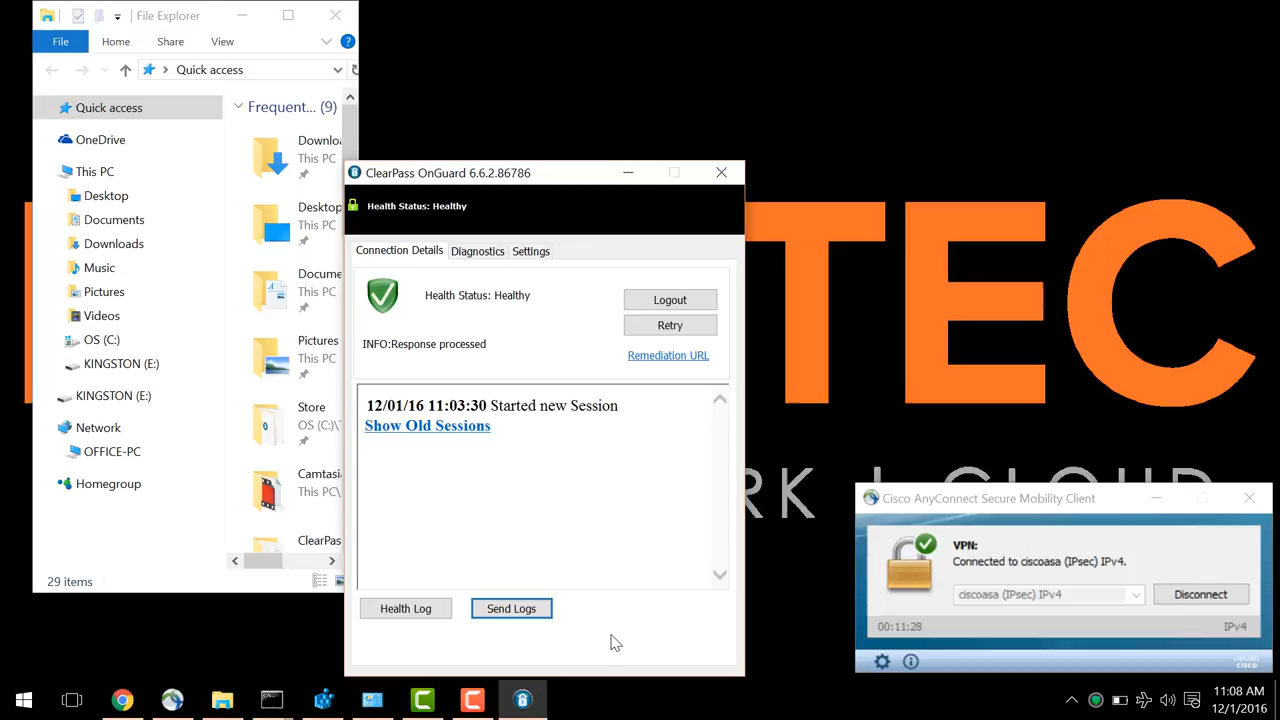 File Explorer
File
Home
Share
View
Quick access
Quick access
OneDrive
This PC
Desktop
Documents
Downloads
Music
Pictures
Videos
OS (C:)
KINGSTON (E:)
KINGSTON (E:)
Network
OFFICE-PC
Homegroup
Frequent... (9)
Downloa
This PC
Desktop
This PC
Docume
This PC
Pictures
This PC
Store
OS (C:)\
Camtasi
This PC\
ClearPas
29 items
ClearPass OnGuard 6.6.2.86786
Health Status: Healthy
Connection Details
Diagnostics
Settings
Health Status: Healthy
Logout
Retry
INFO:Response processed
Remediation URL
12/01/16 11:03:30 Started new Session
Show Old Sessions
Health Log
Send Logs
TEC
RK | CLOUD
Cisco AnyConnect Secure Mobility Client
VPN:
Connected to ciscoasa (IPsec) IPv4.
ciscoasa (IPsec) IPv4
Disconnect
00:11:28
IPv4
CISCO
11:08 AM
12/1/2016